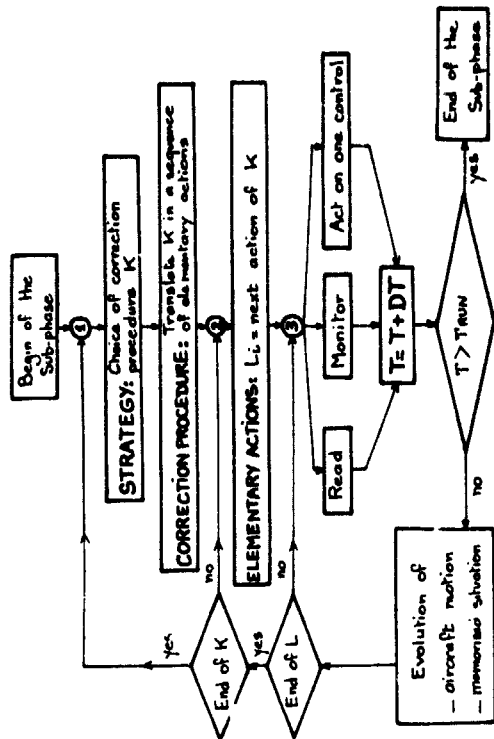 Begin of the
Sub-phase
1
STRATEGY: Choice of correction
procedure K
CORRECTION PROCEDURE: Translate K in a sequence
of elementary actions
2
ELEMENTARY ACTIONS: Li = next action of K
3
Read
Monitor
Act on one control
T = T + DT
T > TRUN
yes
End of the
Sub-phase
no
Evolution of
- aircraft motion
- memorised situation
End of L
no
yes
End of K
no
yes